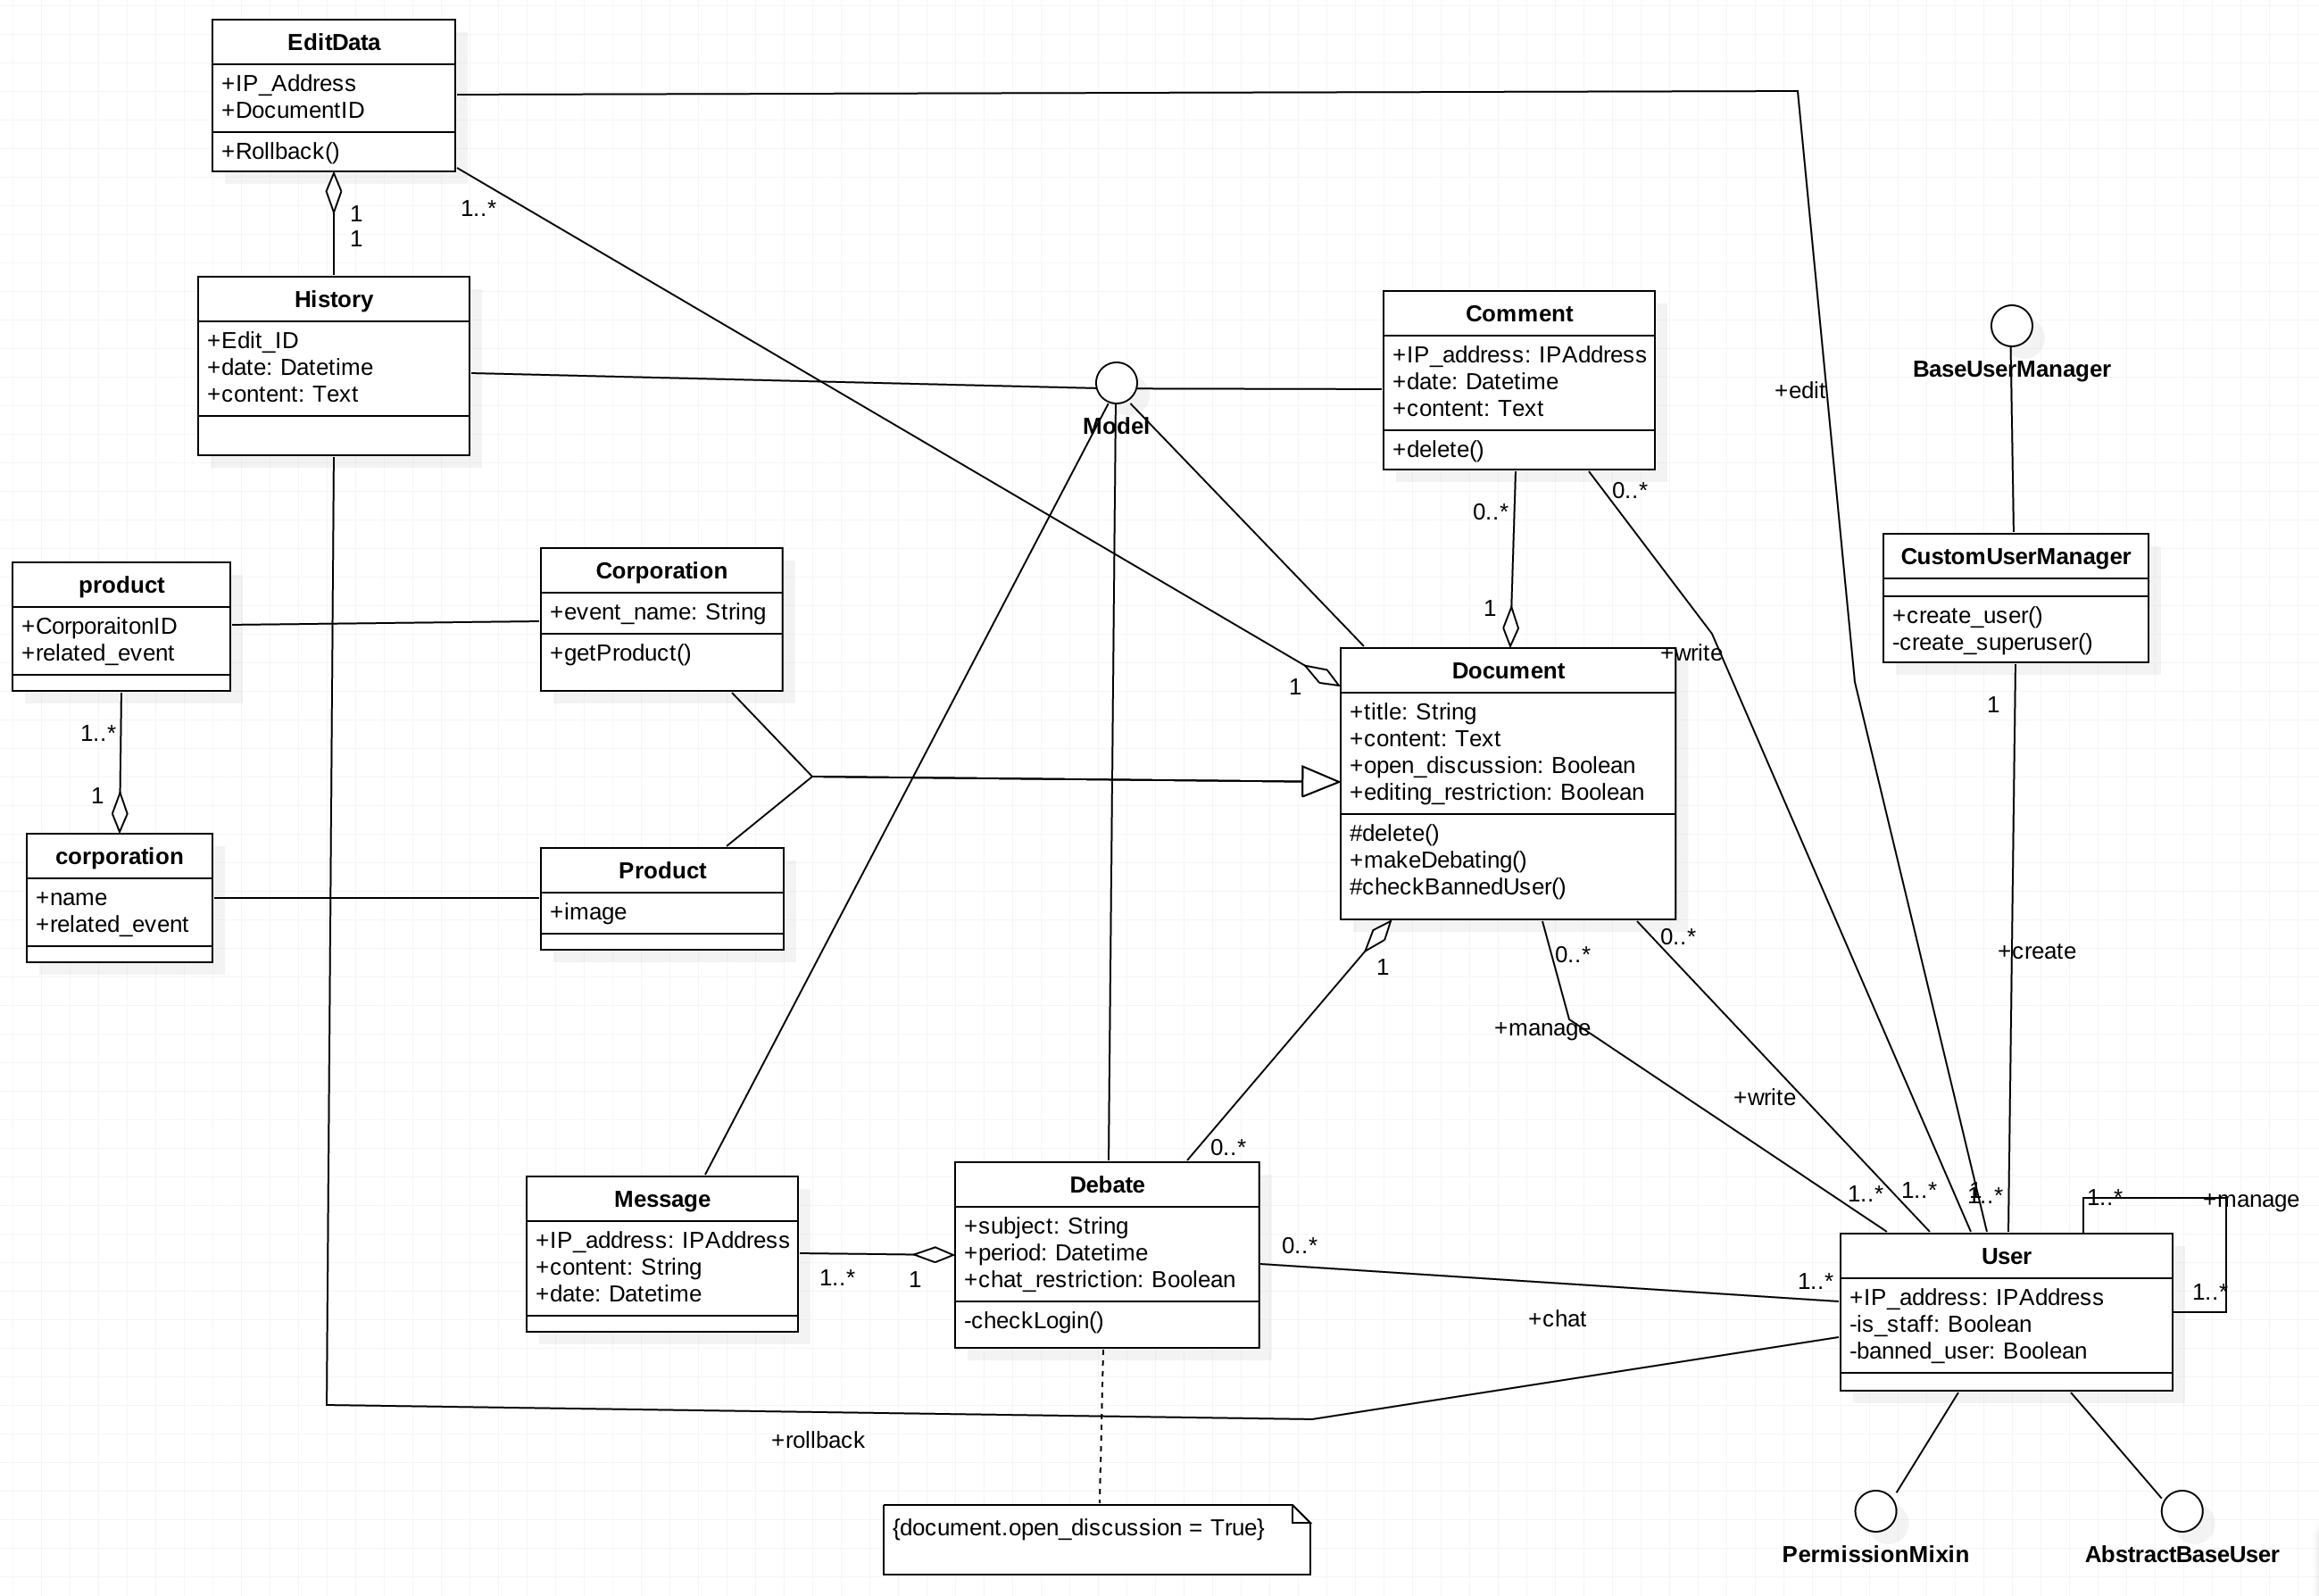 EditData
+IP_Address
+DocumentID
+Rollback()
1
1
1..*
History
+Edit_ID
+date: Datetime
+content: Text
Model
Comment
+IP_address: IPAddress
+date: Datetime
+content: Text
+delete()
0..*
0..*
+edit
BaseUserManager
CustomUserManager
+create_user()
-create_superuser()
1
product
+CorporaitonID
+related_event
1..*
1
corporation
+name
+related_event
Corporation
+event_name: String
+getProduct()
Product
+image
1
1
Document
+title: String
+content: Text
+open_discussion: Boolean
+editing_restriction: Boolean
#delete()
+makeDebating()
#checkBannedUser()
+write
1
0..*
0..*
+create
+manage
+write
0..*
Message
+IP_address: IPAddress
+content: String
+date: Datetime
1..*
1
Debate
+subject: String
+period: Datetime
+chat_restriction: Boolean
-checkLogin()
0..*
1..*
+chat
1..*
1..*
1
1..*
1..*
+manage
1..*
User
+IP_address: IPAddress
-is_staff: Boolean
-banned_user: Boolean
+rollback
{document.open_discussion = True}
PermissionMixin
AbstractBaseUser